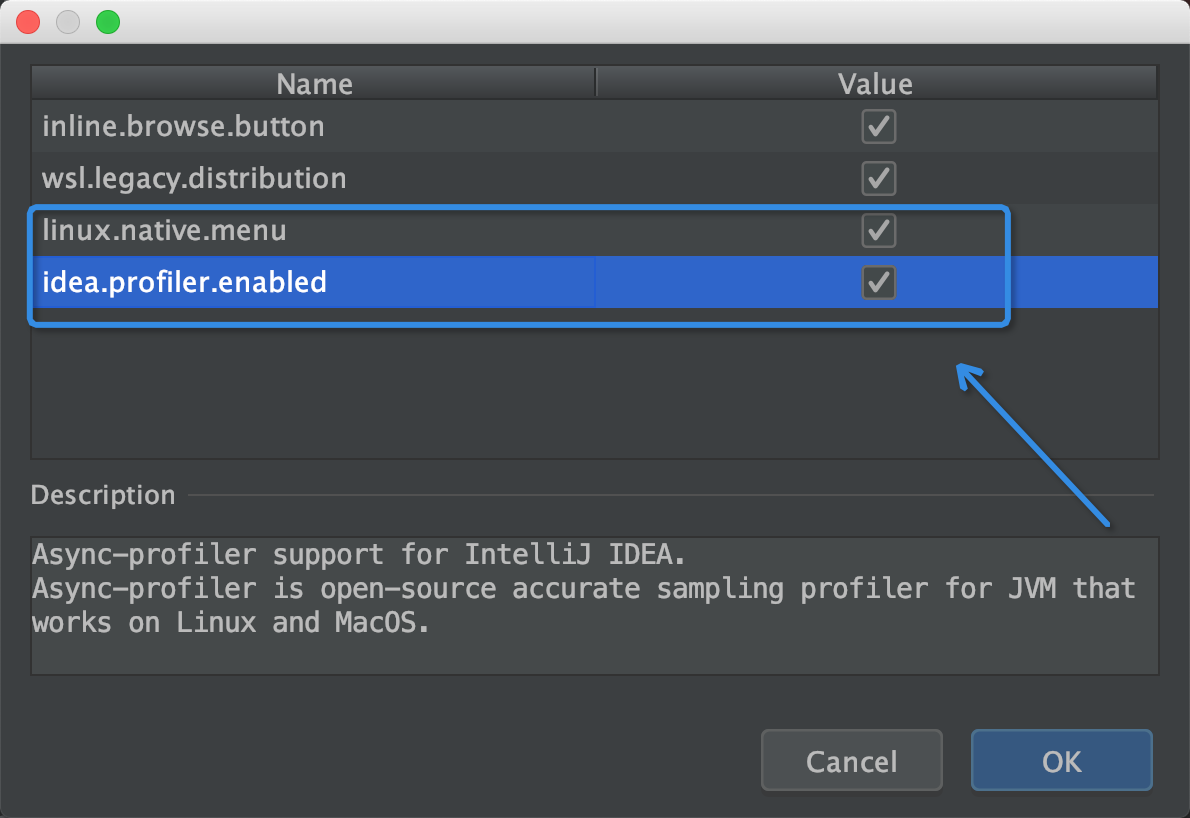 Name Value
inline.browse.button
wsl.legacy.distribution
linux.native.menu
idea.profiler.enabled
Description
Async-profiler support for IntelliJ IDEA.
Async-profiler is open-source accurate sampling profiler for JVM that
works on Linux and MacOS.
Cancel OK